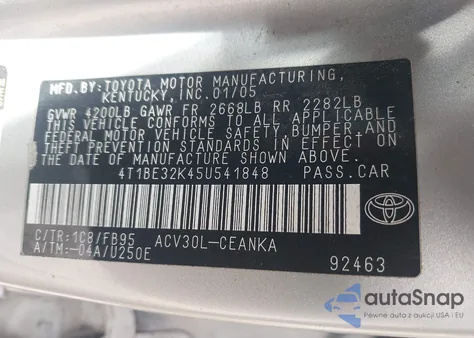 MFD.BY:TOYOTA MOTOR MANUFACTURING,
KENTUCKY, INC.01/05
GVWR 4200LB GAWR FR 2668LB RR 2282LB
THIS VEHICLE CONFORMS TO ALL APPLICABLE
FEDERAL MOTOR VEHICLE SAFETY, BUMPER, AND
THEFT PREVENTION STANDARDS IN EFFECT ON
THE DATE OF MANUFACTURE SHOWN ABOVE.
4T1BE32K45U541848 PASS.CAR
C/TR:1C8/FB95 ACV30L-CEANKA
A/TM:-04A/U250E
92463
autoSnap
Pewne auta z aukcji USA i EU